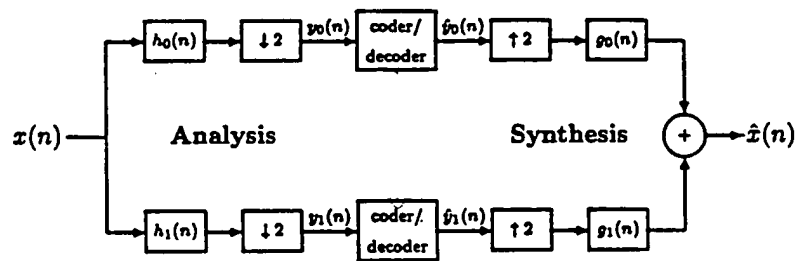 h₀(n) ↓2 y₀(n) coder/ decoder ŷ₀(n) ↑2 g₀(n)
x(n) Analysis Synthesis + x̂(n)
h₁(n) ↓2 y₁(n) coder/. decoder ŷ₁(n) ↑2 g₁(n)